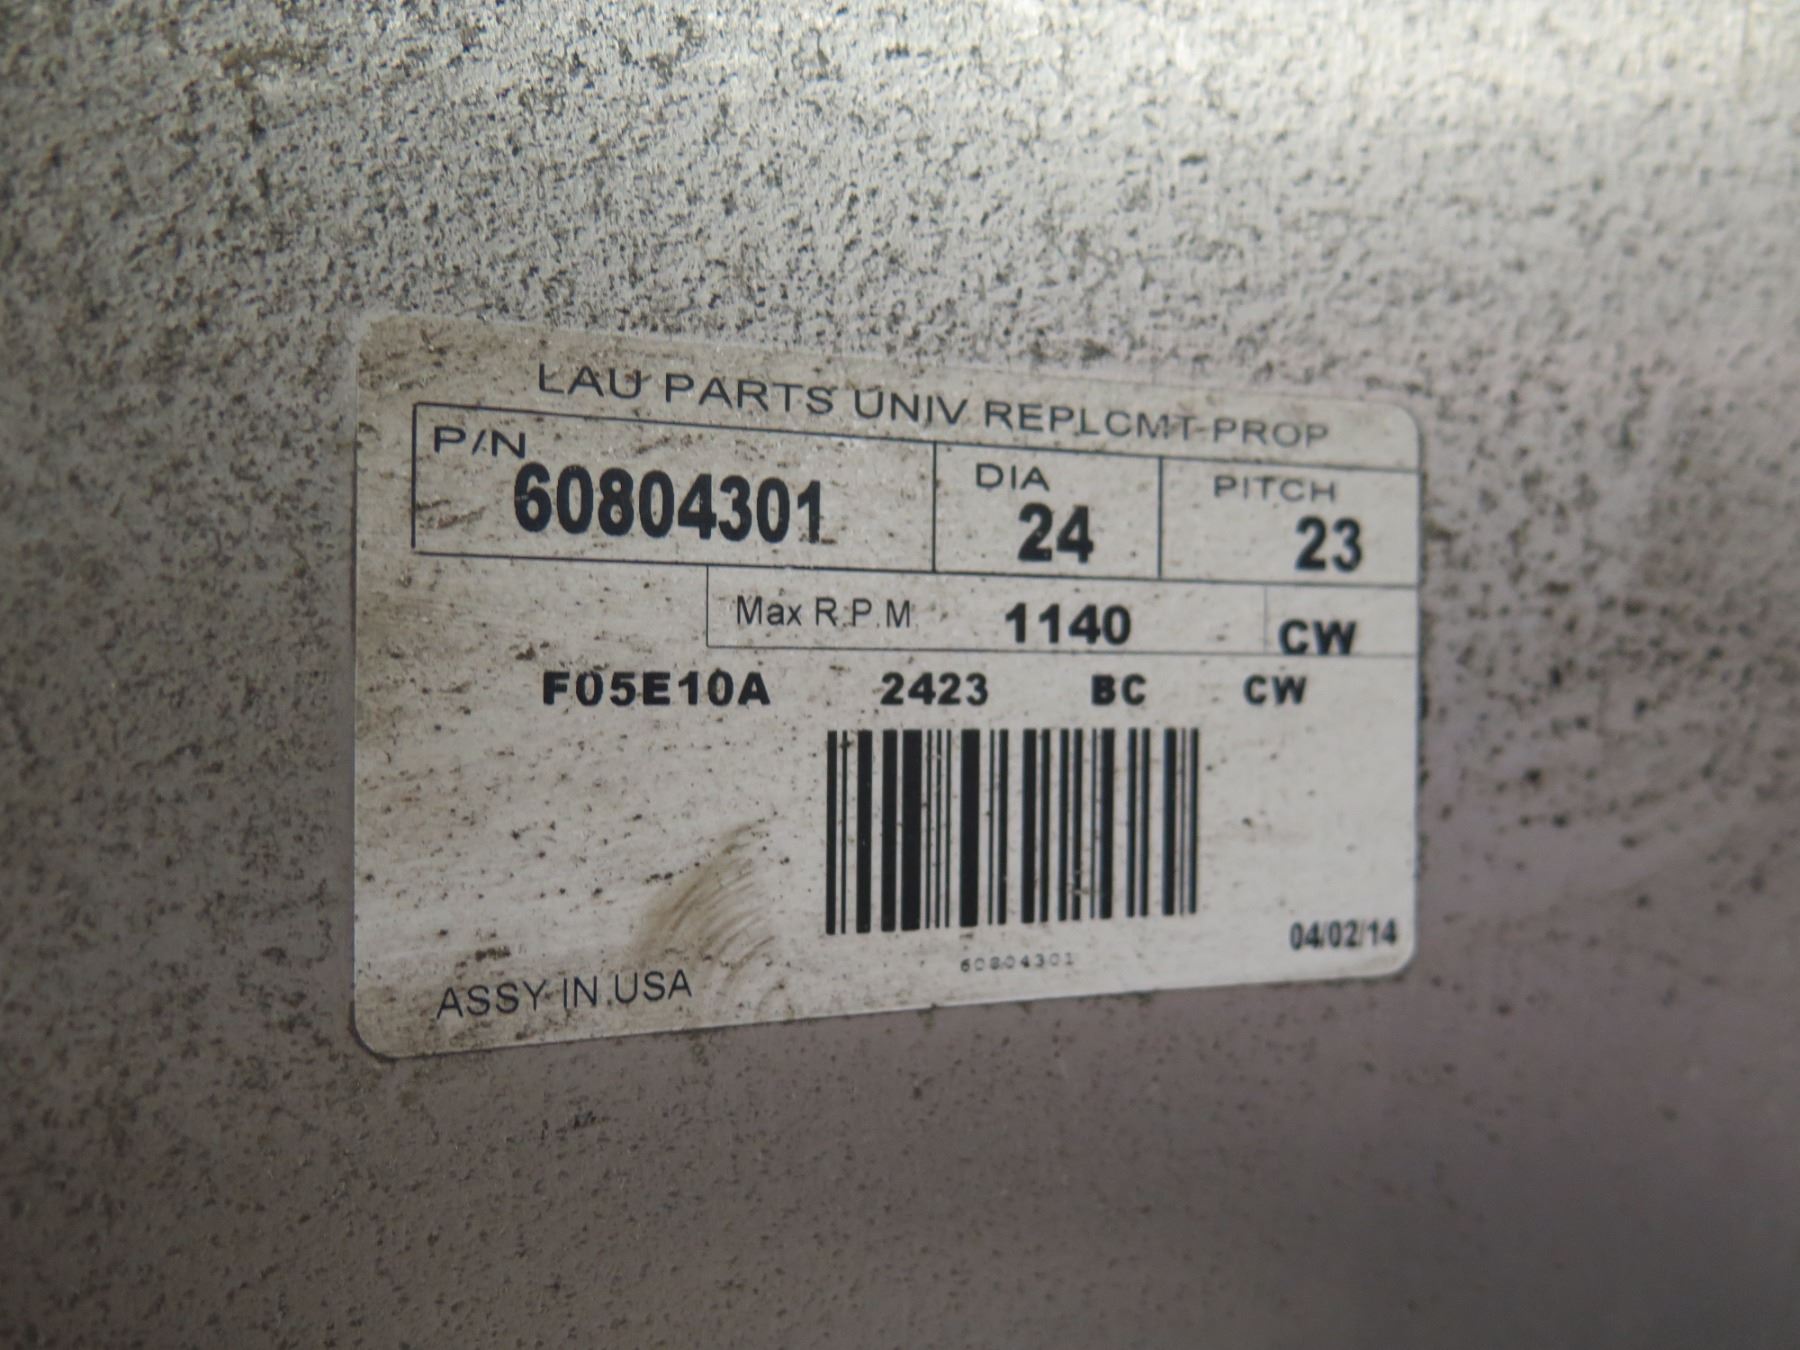 LAU PARTS UNIV REPLCMT PROP
P/N 60804301 DIA 24 PITCH 23
Max R.P.M. 1140 CW
F05E10A 2423 BC CW
60804301
04/02/14
ASSY IN USA